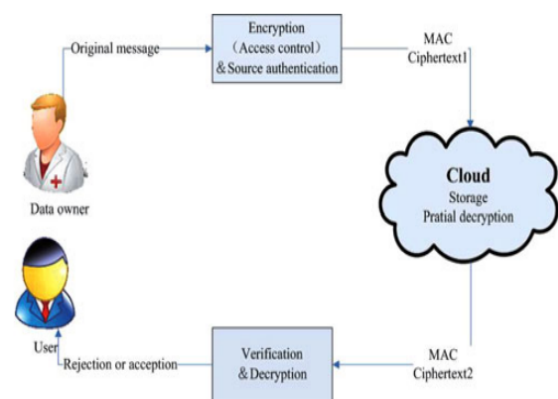 Original message
Encryption
(Access control)
& Source authentication
MAC
Ciphertext1
Data owner
Cloud
Storage
Pratial decryption
User
Rejection or acception
Verification
& Decryption
MAC
Ciphertext2